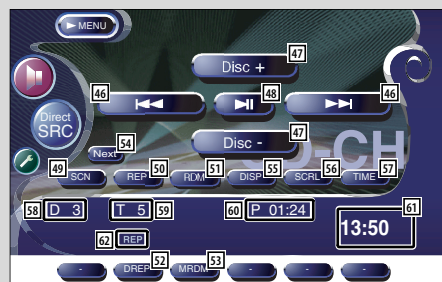 ► MENU
47
Disc +
46
48
46
I◄◄
►II
►►I
Direct
SRC
54
Next
47
Disc -
CD-CH
49
50
51
55
56
57
SCN
REP
RDM
DISP
SCRL
TIME
58
D 3
T 5
59
60
P 01:24
61
13:50
62
REP
52
53
-
DREP
MRDM
-
-
-